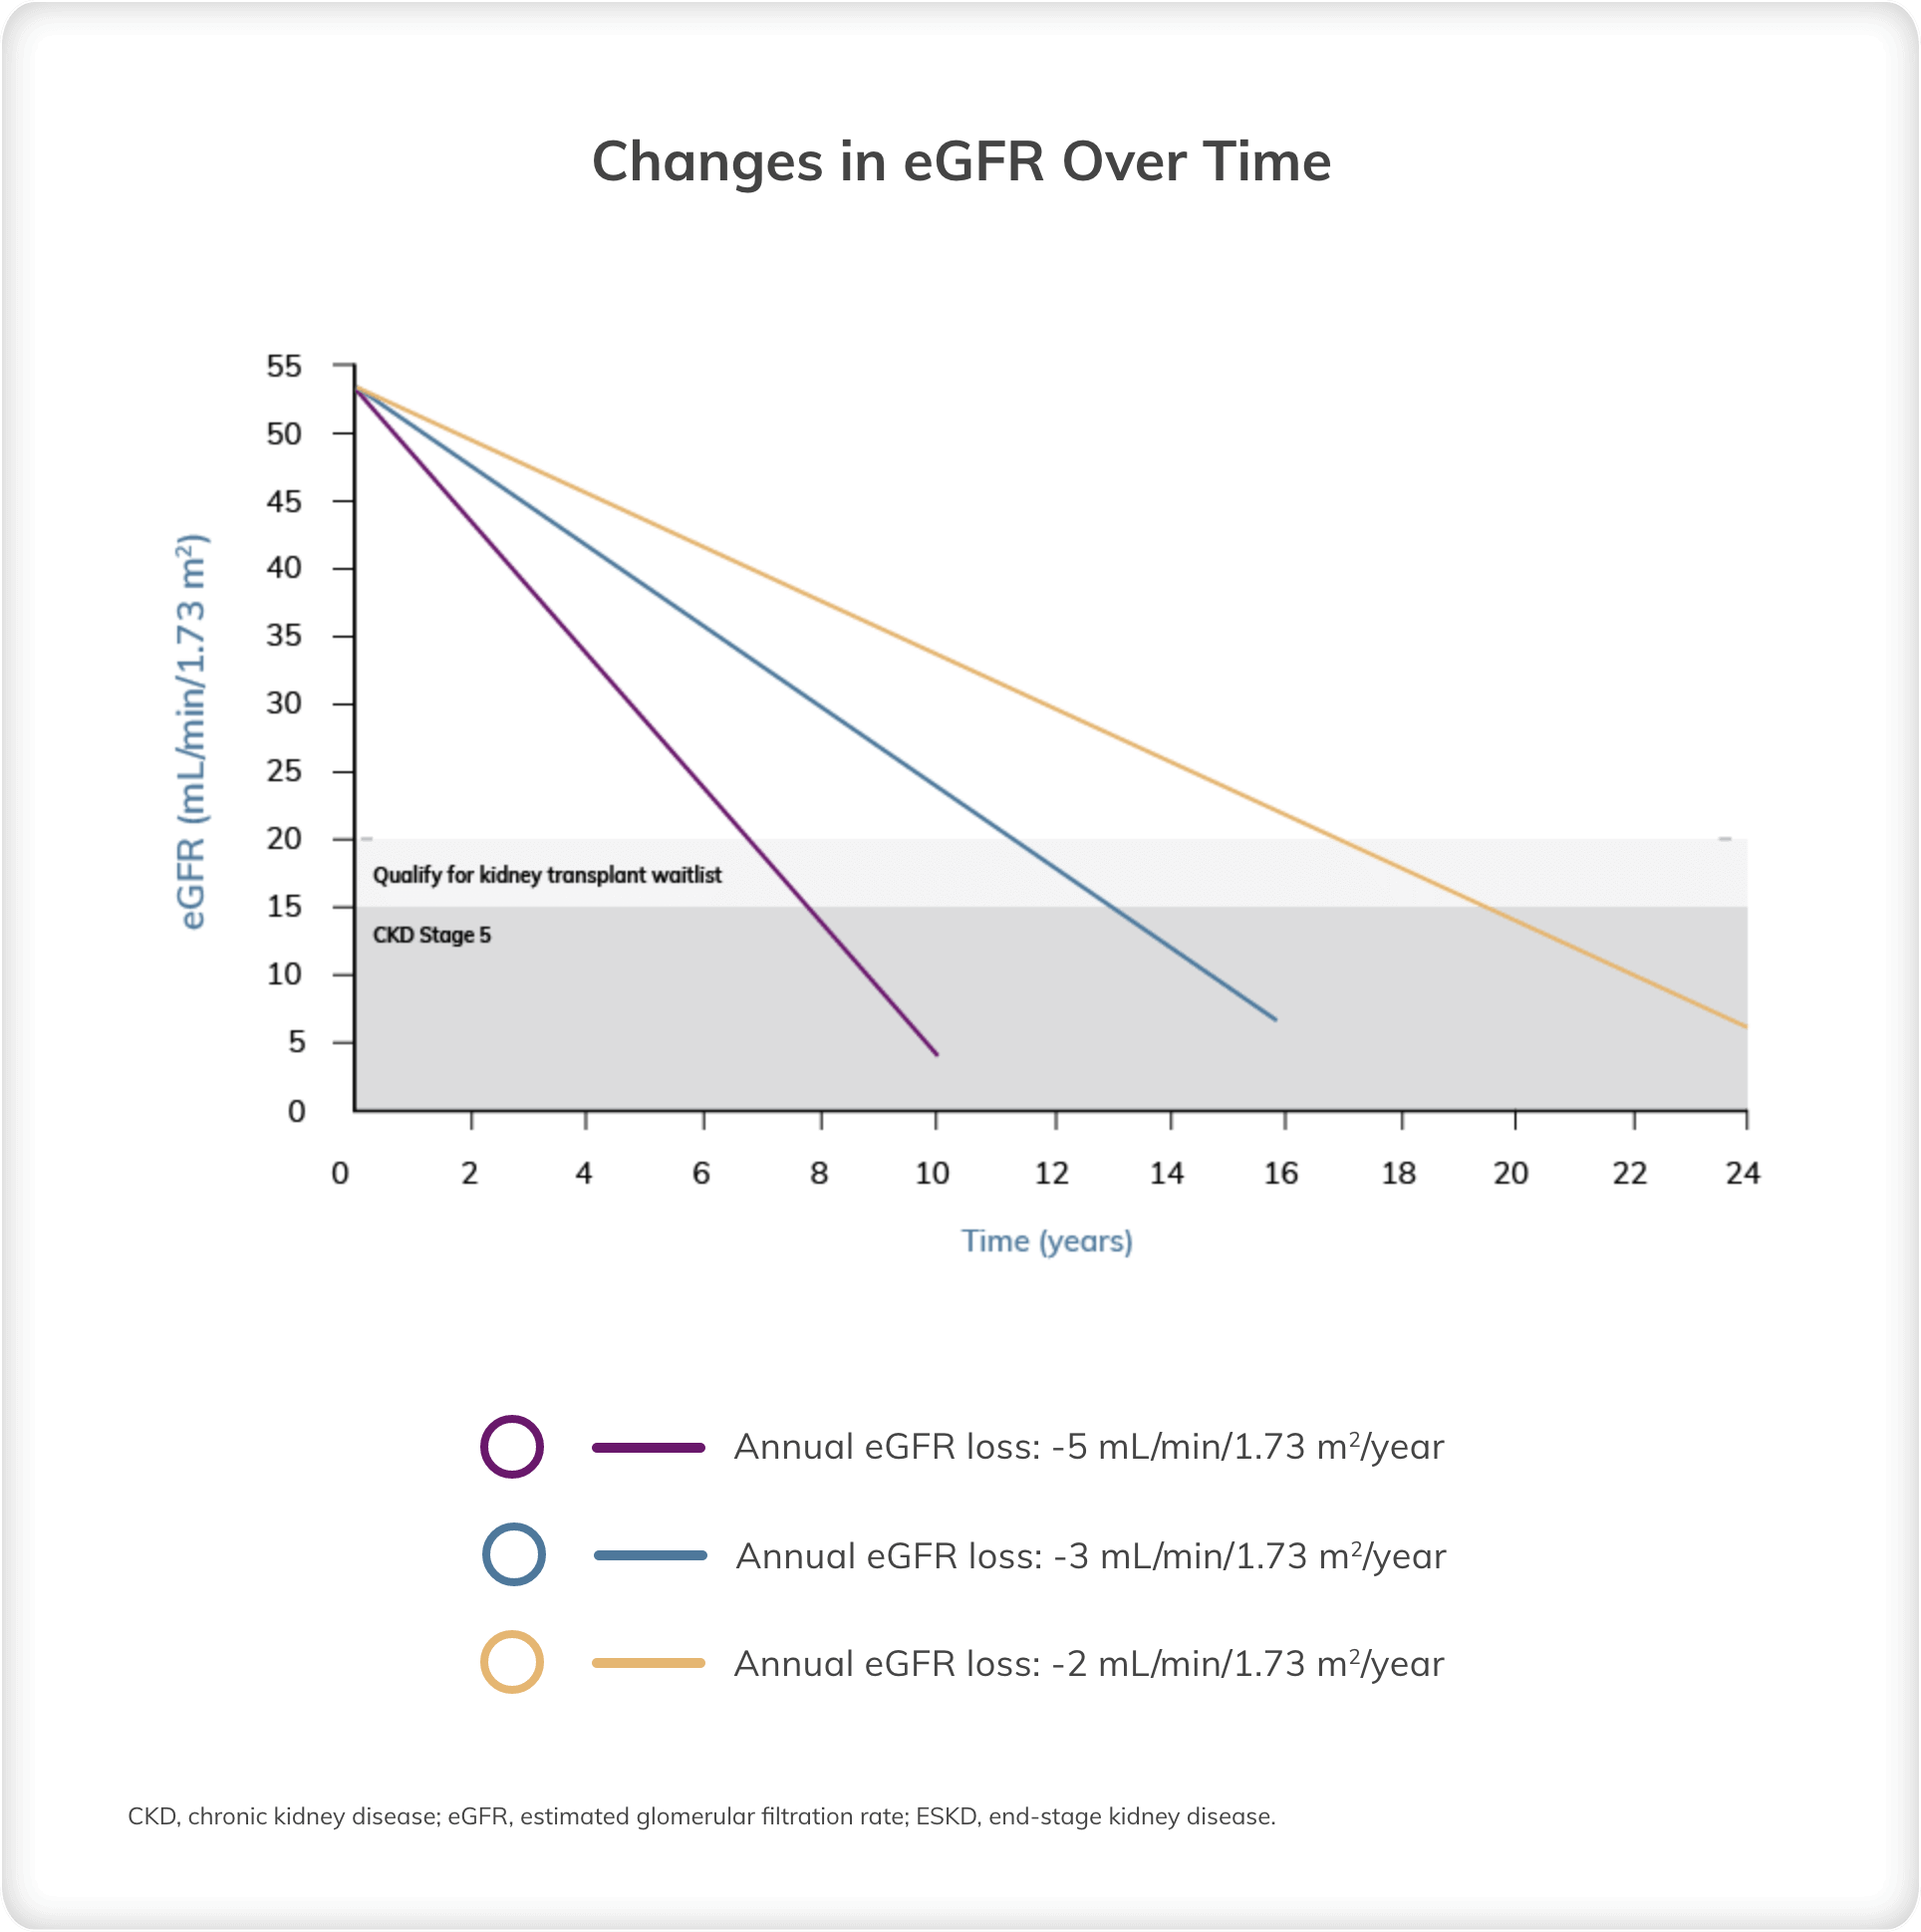 Changes in eGFR Over Time
eGFR (mL/min/1.73 m²)
55
50
45
40
35
30
25
20
15
10
5
0
Qualify for kidney transplant waitlist
CKD Stage 5
0 2 4 6 8 10 12 14 16 18 20 22 24
Time (years)
Annual eGFR loss: -5 mL/min/1.73 m²/year
Annual eGFR loss: -3 mL/min/1.73 m²/year
Annual eGFR loss: -2 mL/min/1.73 m²/year
CKD, chronic kidney disease; eGFR, estimated glomerular filtration rate; ESKD, end-stage kidney disease.